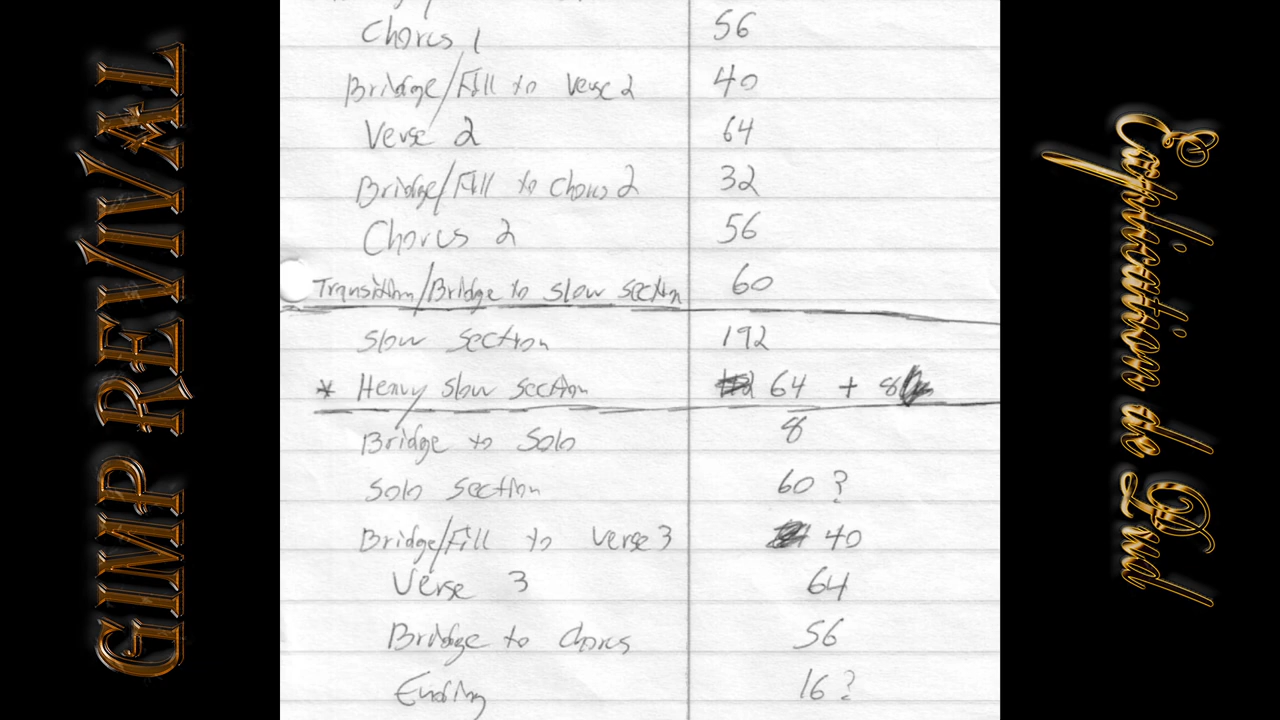 GIMP REVIVAL
Chorus 1 56
Bridge/Fill to Verse 2 40
Verse 2 64
Bridge/Fill to Chorus 2 32
Chorus 2 56
Transition/Bridge to slow section 60
Slow section 192
* Heavy slow section 64 + 8
Bridge to Solo 8
Solo section 60 ?
Bridge/Fill to Verse 3 40
Verse 3 64
Bridge to Chorus 56
Ending 16 ?
Explication de Pud